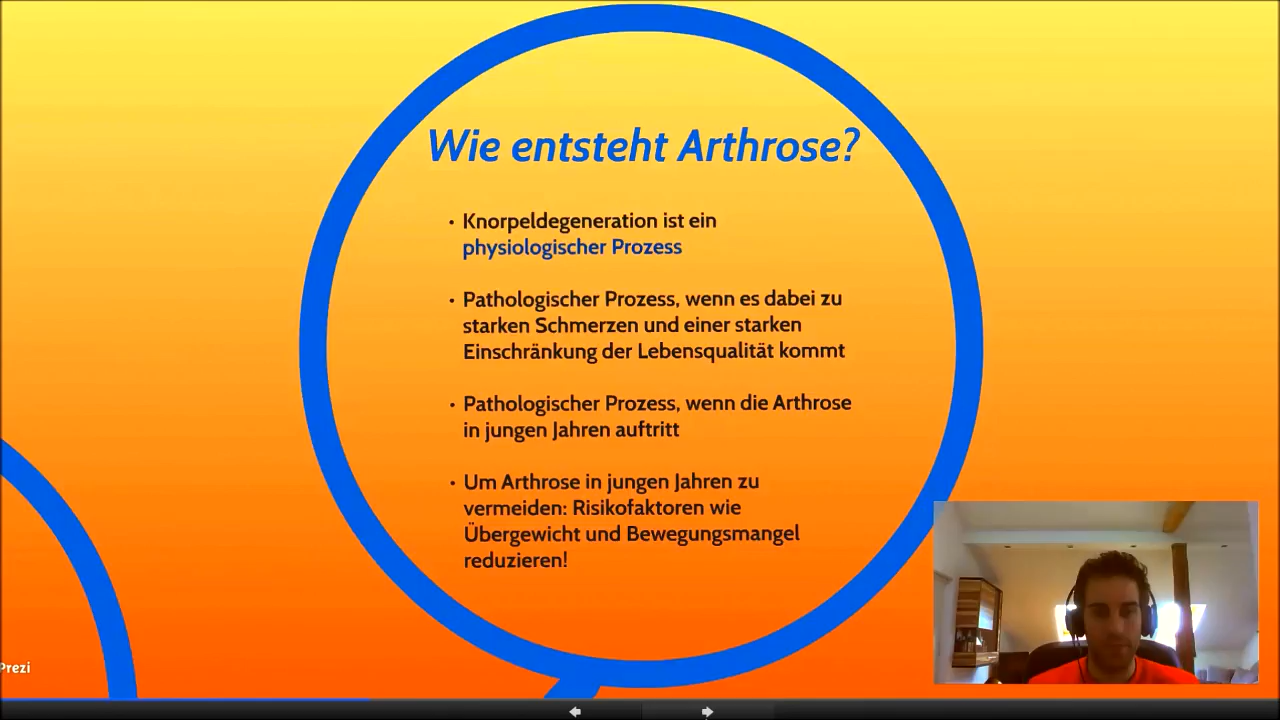 Wie entsteht Arthrose?
• Knorpeldegeneration ist ein
physiologischer Prozess
• Pathologischer Prozess, wenn es dabei zu
starken Schmerzen und einer starken
Einschränkung der Lebensqualität kommt
• Pathologischer Prozess, wenn die Arthrose
in jungen Jahren auftritt
• Um Arthrose in jungen Jahren zu
vermeiden: Risikofaktoren wie
Übergewicht und Bewegungsmangel
reduzieren!
Prezi